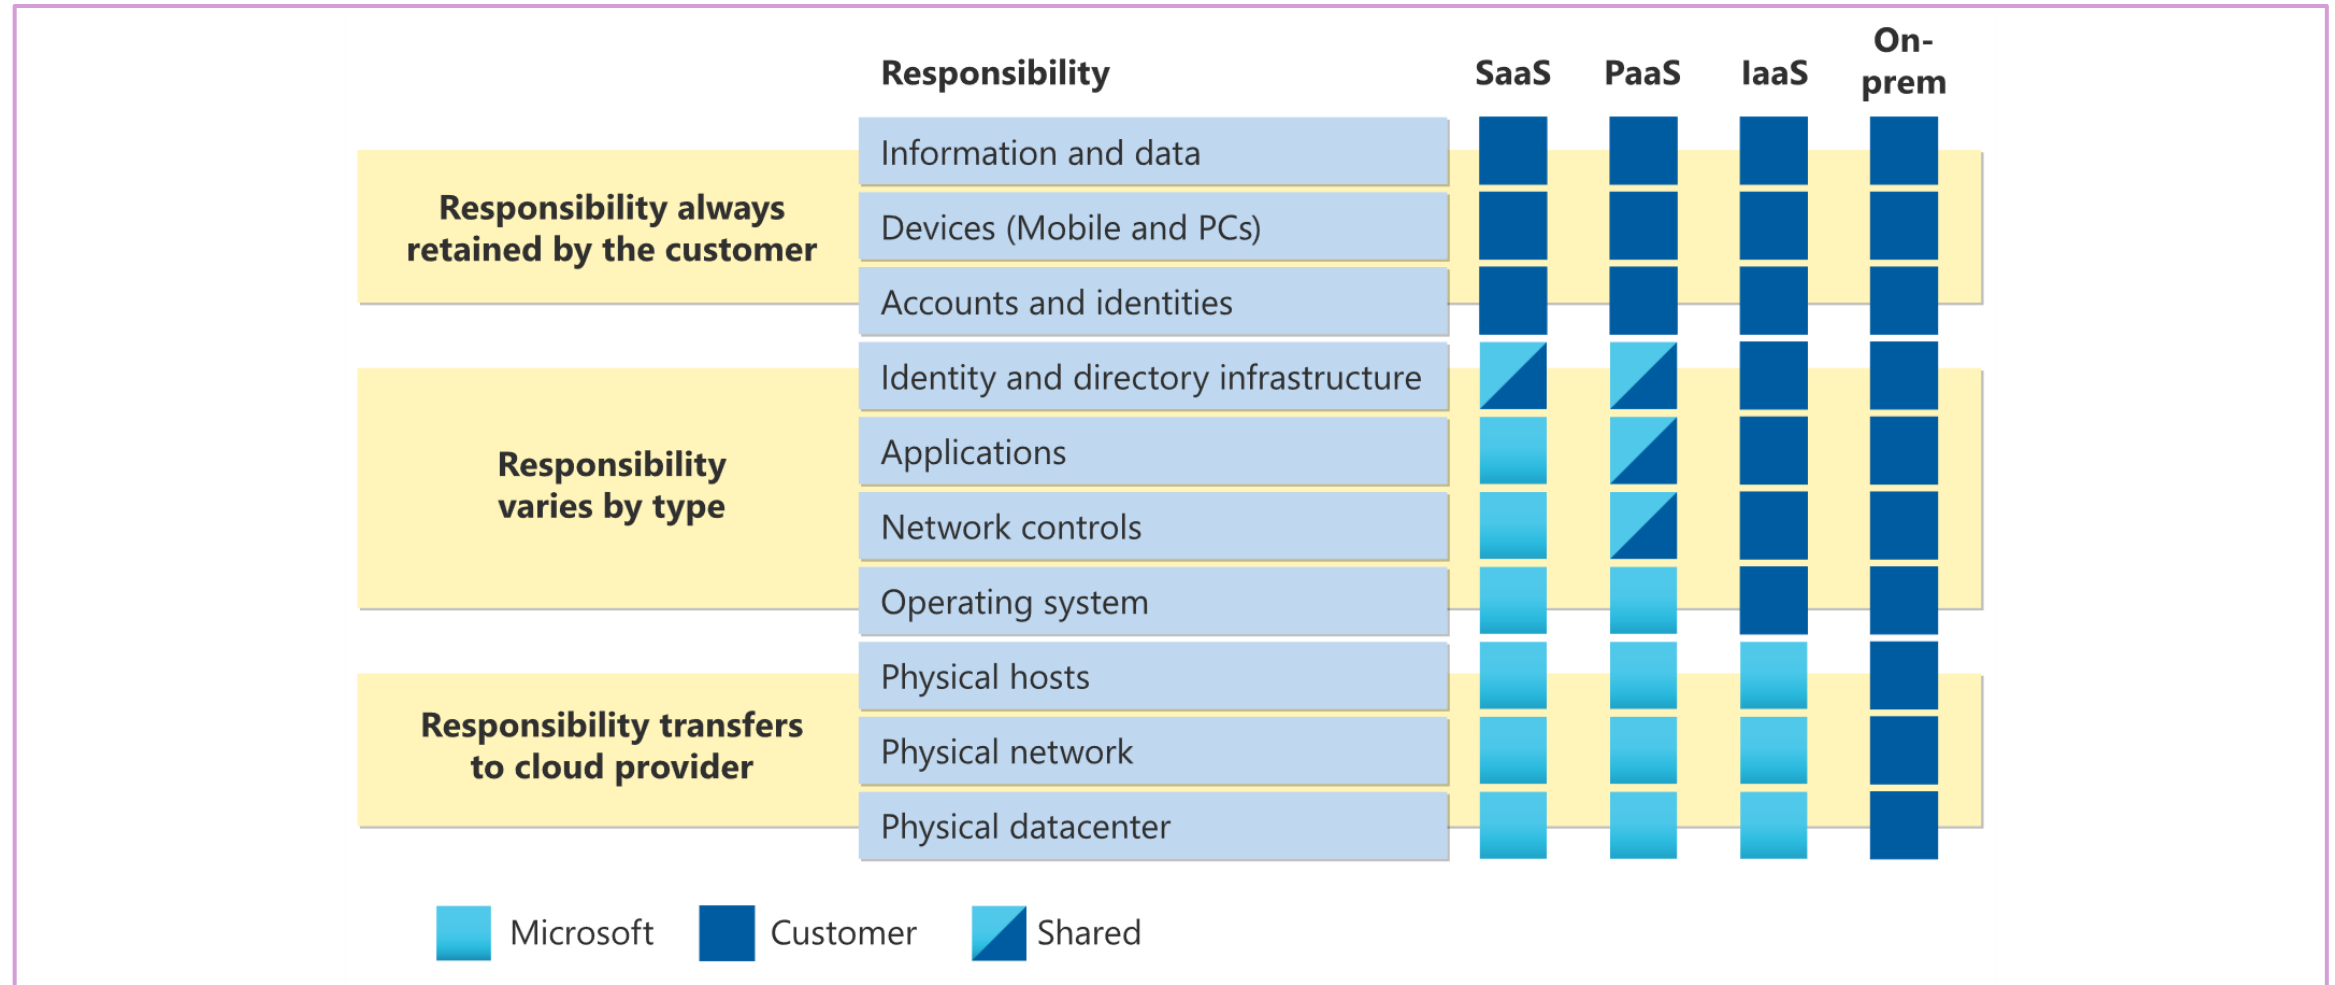 Responsibility
SaaS
PaaS
IaaS
On-
prem
Responsibility always
retained by the customer
Information and data
Devices (Mobile and PCs)
Accounts and identities
Responsibility
varies by type
Identity and directory infrastructure
Applications
Network controls
Operating system
Responsibility transfers
to cloud provider
Physical hosts
Physical network
Physical datacenter
Microsoft
Customer
Shared